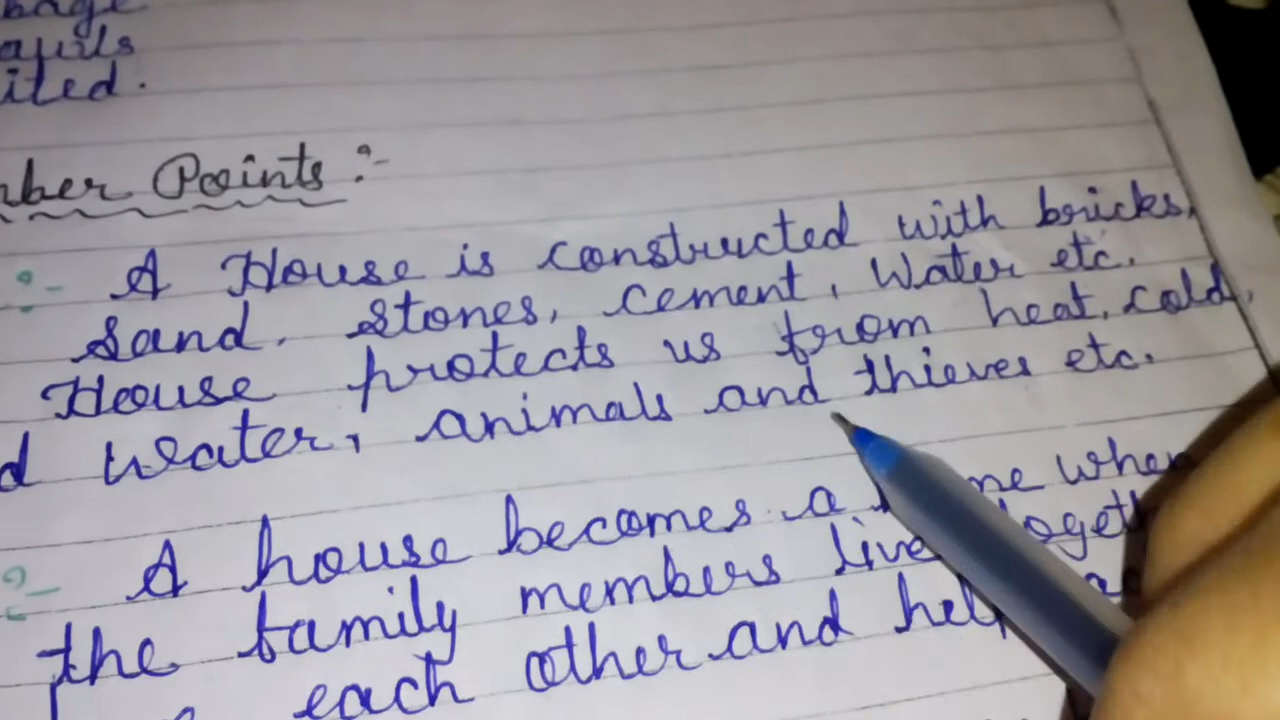 ited.
Points :-
:- A House is constructed with bricks,
Sand. Stones, cement, Water etc.
House protects us from heat, cold,
d water, animals and thieves etc.
:- A house becomes a when
the family members live
each other and